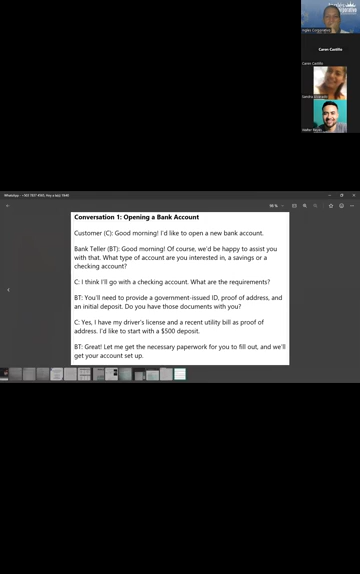 Caren Castillo
Caren Castillo
Walter Reyes
98 %
Conversation 1: Opening a Bank Account
Customer (C): Good morning! I'd like to open a new bank account.
Bank Teller (BT): Good morning! Of course, we'd be happy to assist you
with that. What type of account are you interested in, a savings or a
checking account?
C: I think I'll go with a checking account. What are the requirements?
BT: You'll need to provide a government-issued ID, proof of address, and
an initial deposit. Do you have those documents with you?
C: Yes, I have my driver's license and a recent utility bill as proof of
address. I'd like to start with a $500 deposit.
BT: Great! Let me get the necessary paperwork for you to fill out, and we'll
get your account set up.